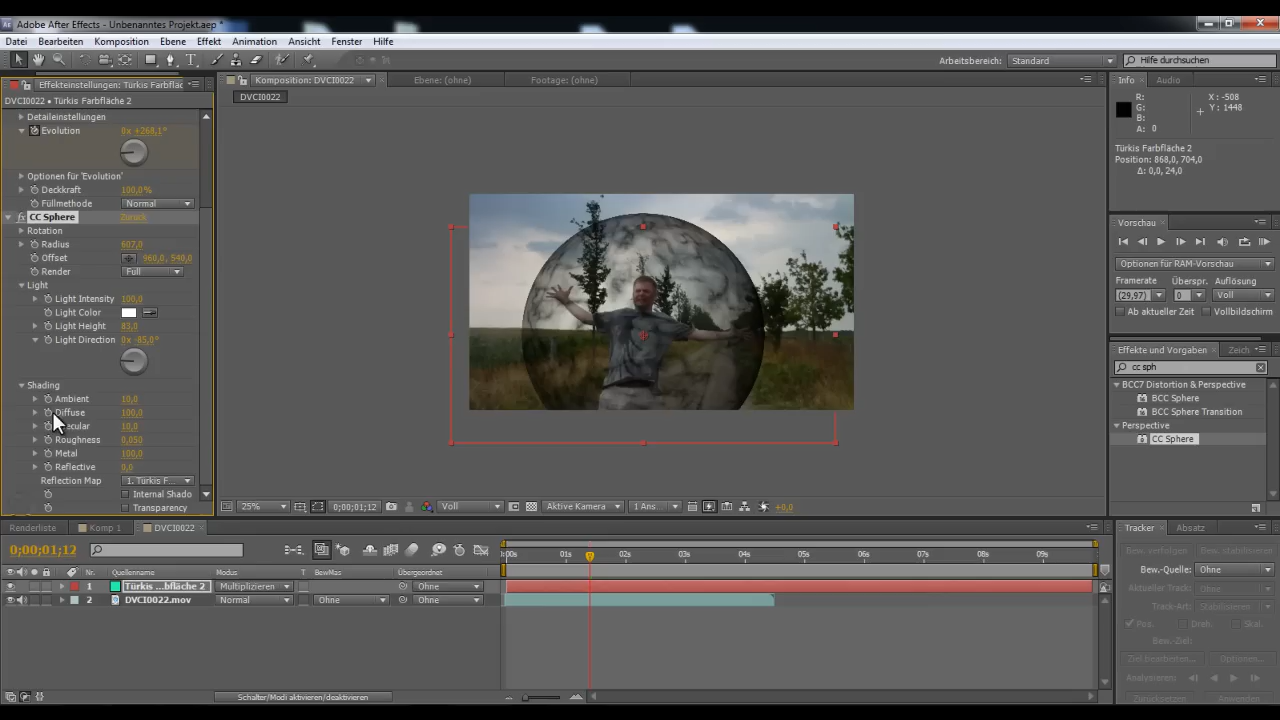 Adobe After Effects - Unbenanntes Projekt.aep *
Datei Bearbeiten Komposition Ebene Effekt Animation Ansicht Fenster Hilfe
Arbeitsbereich: Standard Hilfe durchsuchen
Effekteinstellungen: Türkis Farbfläc
DVCI0022 • Türkis Farbfläche 2
Detaileinstellungen
Evolution 0x +268,1°
Optionen für 'Evolution'
Deckkraft 100,0%
Füllmethode Normal
fx CC Sphere Zurück
Rotation
Radius 607,0
Offset 960,0, 540,0
Render Full
Light
Light Intensity 100,0
Light Color
Light Height 83,0
Light Direction 0x -85,0°
Shading
Ambient 10,0
Diffuse 100,0
10,0
Roughness 0,050
Metal 100,0
Reflective 0,0
Reflection Map 1. Türkis F...
Internal Shado
Transparency
Komposition: DVCI0022 Ebene: (ohne) Footage: (ohne)
DVCI0022
25% 0;00;01;12 Voll Aktive Kamera 1 Ans... +0,0
Info Audio
R: X : -508
G: Y : 1448
B:
A: 0
Türkis Farbfläche 2
Position: 868,0, 704,0
Δ: 0,0, 24,0
Vorschau
Optionen für RAM-Vorschau
Framerate Überspr. Auflösung
(29,97) 0 Voll
Ab aktueller Zeit Vollbildschirm
Effekte und Vorgaben Zeich
cc sph
BCC7 Distortion & Perspective
BCC Sphere
BCC Sphere Transition
Perspective
CC Sphere
Renderliste Komp 1 DVCI0022
0;00;01;12
:00s 01s 02s 03s 04s 05s 06s 07s 08s 09s
Nr. Quellenname Modus T BewMas Übergeordnet
1 Türkis ...bfläche 2 Multiplizieren Ohne
2 DVCI0022.mov Normal Ohne Ohne
Schalter/Modi aktivieren/deaktivieren
Tracker Absatz
Bew. verfolgen Bew. stabilisieren
Bew.-Quelle: Ohne
Aktueller Track: Ohne
Track-Art: Stabilisieren
Pos. Dreh. Skal.
Bew.-Ziel:
Ziel bearbeiten... Optionen...
Analysieren:
Zurücksetzen Anwenden